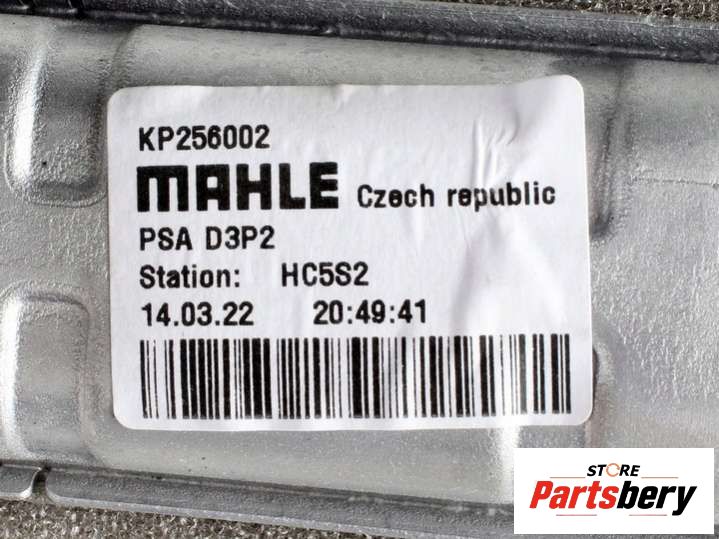 KP256002
MAHLE Czech republic
PSA D3P2
Station: HC5S2
14.03.22 20:49:41
STORE
Partsbery